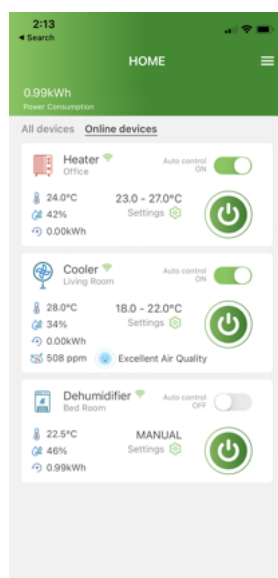 2:13
◀ Search
HOME
0.99kWh
Power Consumption
All devices Online devices
Heater
Office
Auto control
ON
24.0°C
23.0 - 27.0°C
42%
Settings
0.00kWh
Cooler
Living Room
Auto control
ON
28.0°C
18.0 - 22.0°C
34%
Settings
0.00kWh
508 ppm
Excellent Air Quality
Dehumidifier
Bed Room
Auto control
OFF
22.5°C
MANUAL
46%
Settings
0.99kWh